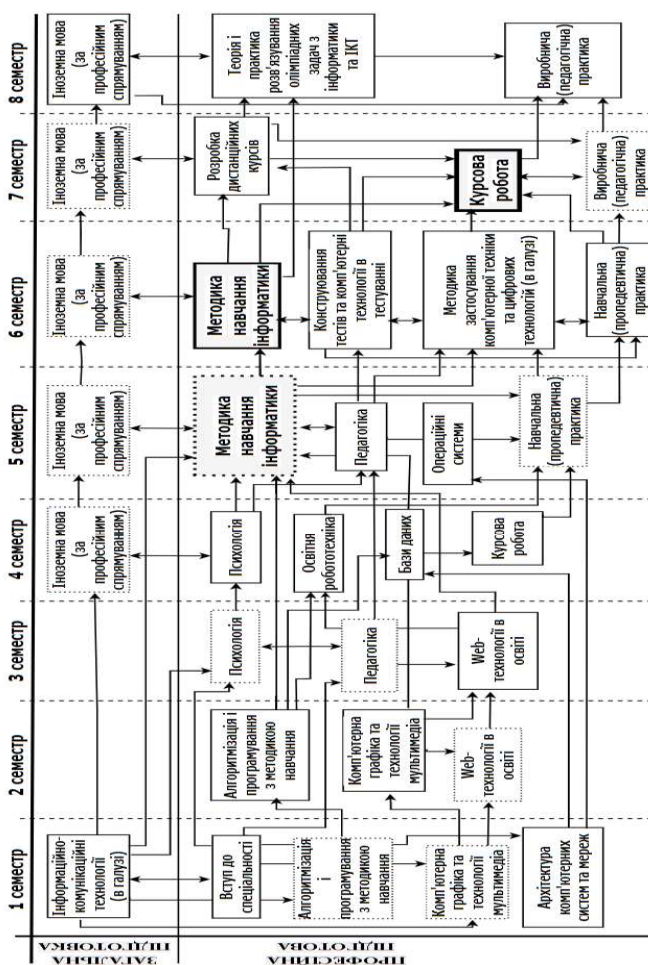 8 семестр
Іноземна мова
(за
професійним
спрямуванням)
Теорія і
практика
розв'язування
олімпіадних
задач з
інформатики
та ІКТ
Виробнича
(педагогічна)
практика
7 семестр
Іноземна мова
(за
професійним
спрямуванням)
Розробка
дистанційних
курсів
Курсова
робота
Виробнича
(педагогічна)
практика
6 семестр
Іноземна мова
(за
професійним
спрямуванням)
Методика
навчання
інформатики
Конструювання
тестів та комп'ютерні
технології в
тестуванні
Методика
застосування
комп'ютерної техніки
та цифрових
технологій (в галузі)
Навчальна
(пропедевтична)
практика
5 семестр
Іноземна мова
(за
професійним
спрямуванням)
Методика
навчання
інформатики
Педагогіка
Операційні
системи
Навчальна
(пропедевтична)
практика
4 семестр
Іноземна мова
(за
професійним
спрямуванням)
Психологія
Освітня
робототехніка
Бази даних
Курсова
робота
3 семестр
Психологія
Педагогіка
Web-
технології в
освіті
2 семестр
Алгоритмізація і
програмування
з методикою
навчання
Комп'ютерна
графіка та
технології
мультимедіа
Web-
технології в
освіті
1 семестр
Інформаційно-
комунікаційні
технології
(в галузі)
Вступ до
спеціальності
Алгоритмізація
і
програмування
з методикою
навчання
Комп'ютерна
графіка та
технології
мультимедіа
Архітектура
комп'ютерних
систем та мереж
ЗАГАЛЬНА
ПІДГОТОВКА
ПРОФЕСІЙНА
ПІДГОТОВА